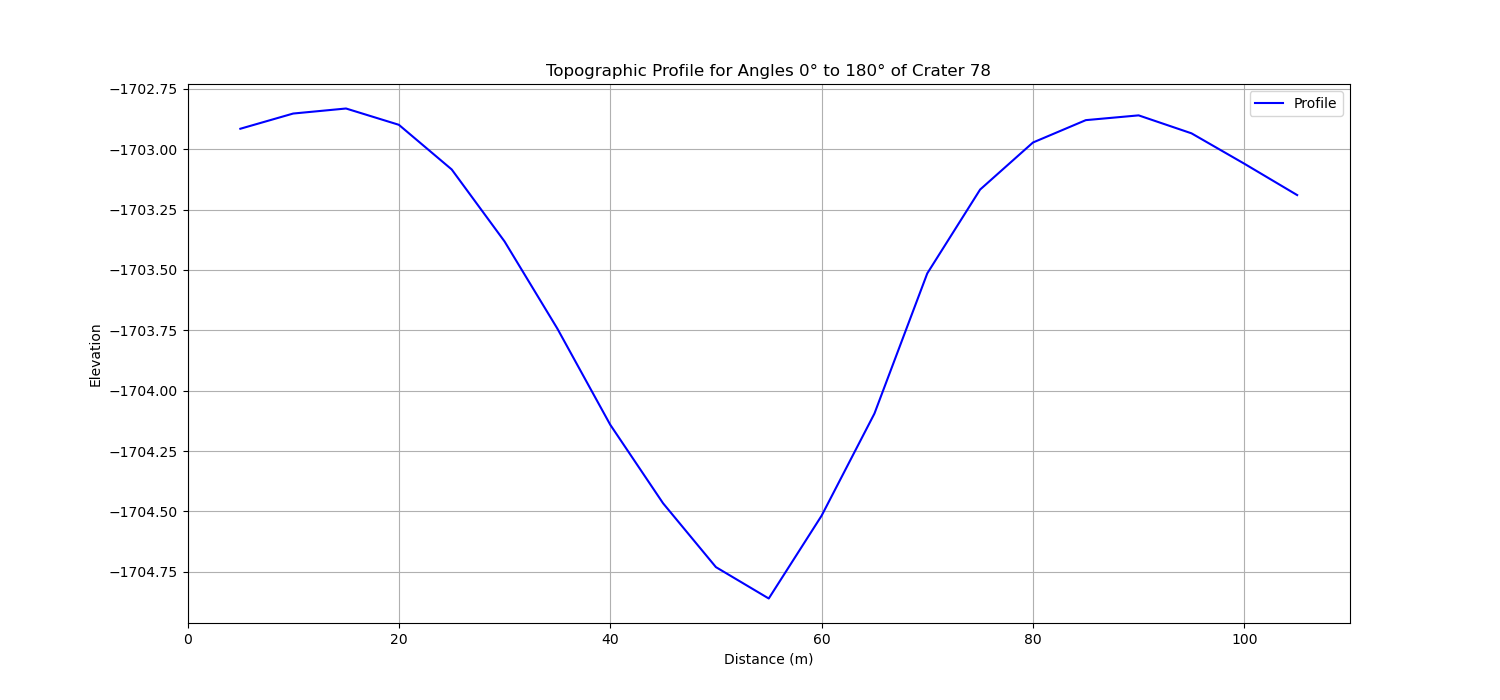 Topographic Profile for Angles 0° to 180° of Crater 78
Profile
−1702.75
−1703.00
−1703.25
−1703.50
−1703.75
−1704.00
−1704.25
−1704.50
−1704.75
Elevation
0 20 40 60 80 100
Distance (m)